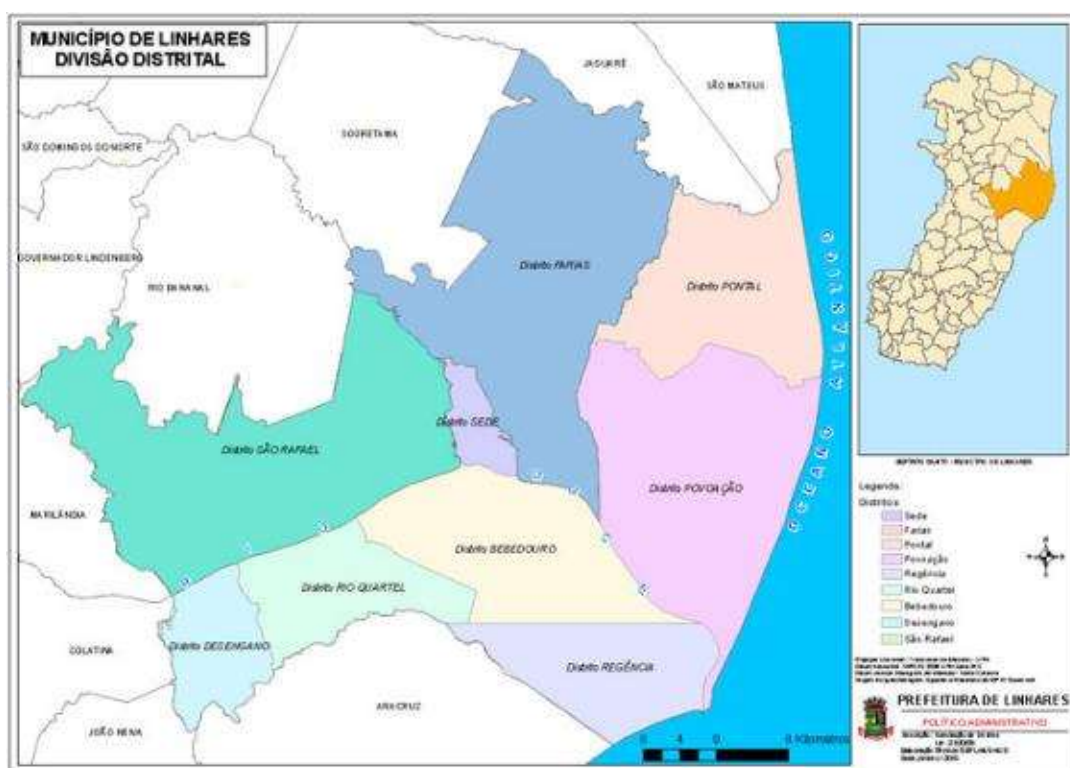 MUNICÍPIO DE LINHARES
DIVISÃO DISTRITAL
JAGUARÉ
SÃO MATEUS
SOORETAMA
SÃO DOMINGOS DO NORTE
GOVERNADOR LINDENBERG
RIO BANANAL
Distrito FARIAS
Distrito PONTAL
Distrito SEDE
Distrito SÃO RAFAEL
Distrito POVOAÇÃO
MARILÂNDIA
Distrito BEBEDOURO
Distrito RIO QUARTEL
Distrito DESENGANO
COLATINA
Distrito REGÊNCIA
ARACRUZ
JOÃO NEIVA
OCEANO ATLÂNTICO
Legenda
Distritos
Sede
Farias
Pontal
Povoação
Regência
Rio Quartel
Bebedouro
Desengano
São Rafael
PREFEITURA DE LINHARES
POLÍTICO ADMINISTRATIVO